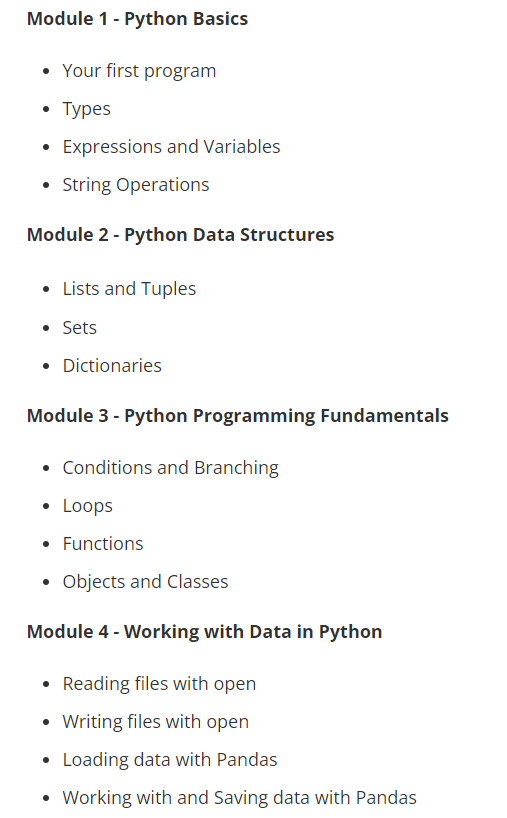 Module 1 - Python Basics
Your first program
Types
Expressions and Variables
String Operations
Module 2 - Python Data Structures
Lists and Tuples
Sets
Dictionaries
Module 3 - Python Programming Fundamentals
Conditions and Branching
Loops
Functions
Objects and Classes
Module 4 - Working with Data in Python
Reading files with open
Writing files with open
Loading data with Pandas
Working with and Saving data with Pandas